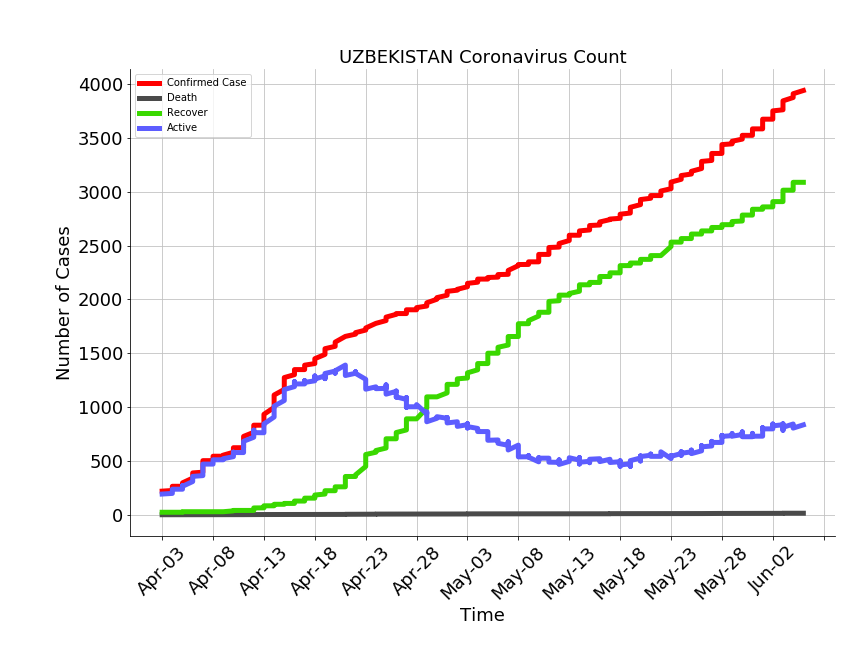 UZBEKISTAN Coronavirus Count
Confirmed Case
Death
Recover
Active
Number of Cases
4000
3500
3000
2500
2000
1500
1000
500
0
Apr-03
Apr-08
Apr-13
Apr-18
Apr-23
Apr-28
May-03
May-08
May-13
May-18
May-23
May-28
Jun-02
Time